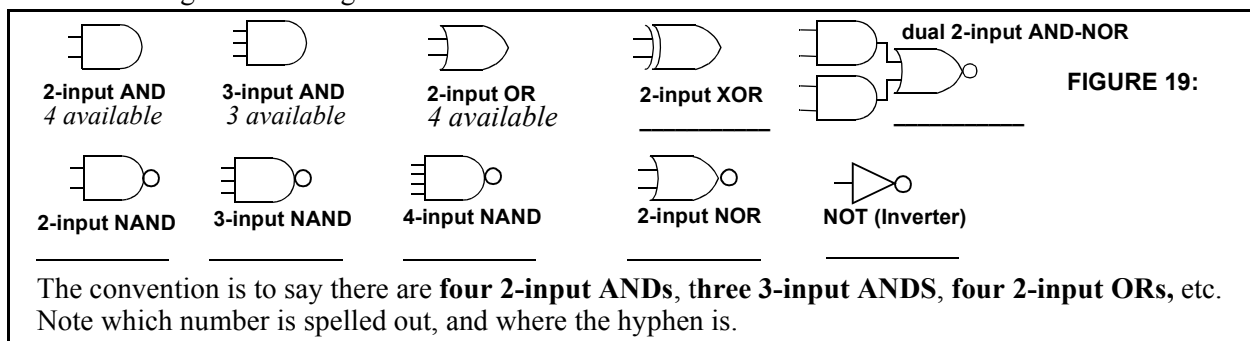 dual 2-input AND-NOR
FIGURE 19:
2-input AND
3-input AND
2-input OR
2-input XOR
4 available
3 available
4 available
___________
___________
2-input NAND
3-input NAND
4-input NAND
2-input NOR
NOT (Inverter)
The convention is to say there are four 2-input ANDs, three 3-input ANDS, four 2-input ORs, etc.
Note which number is spelled out, and where the hyphen is.